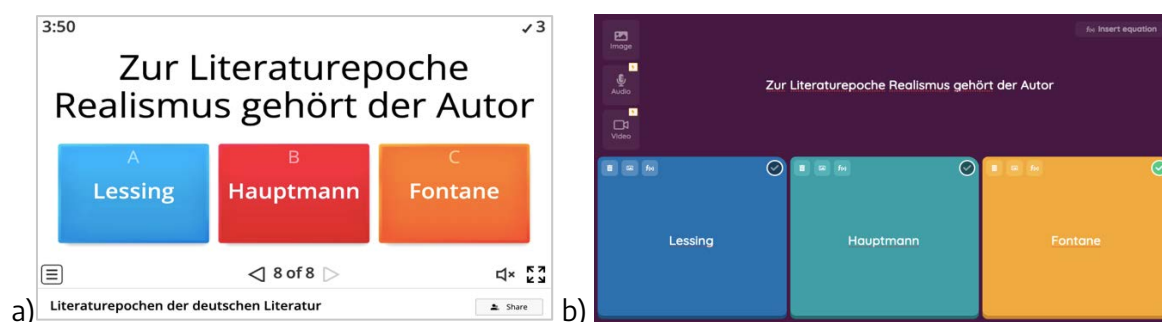 3:50
✓ 3
Zur Literaturepoche
Realismus gehört der Autor
A
Lessing
B
Hauptmann
C
Fontane
8 of 8
Literaturepochen der deutschen Literatur
Share
a)
Image
Audio
Video
fx Insert equation
Zur Literaturepoche Realismus gehört der Autor
Lessing
Hauptmann
Fontane
b)